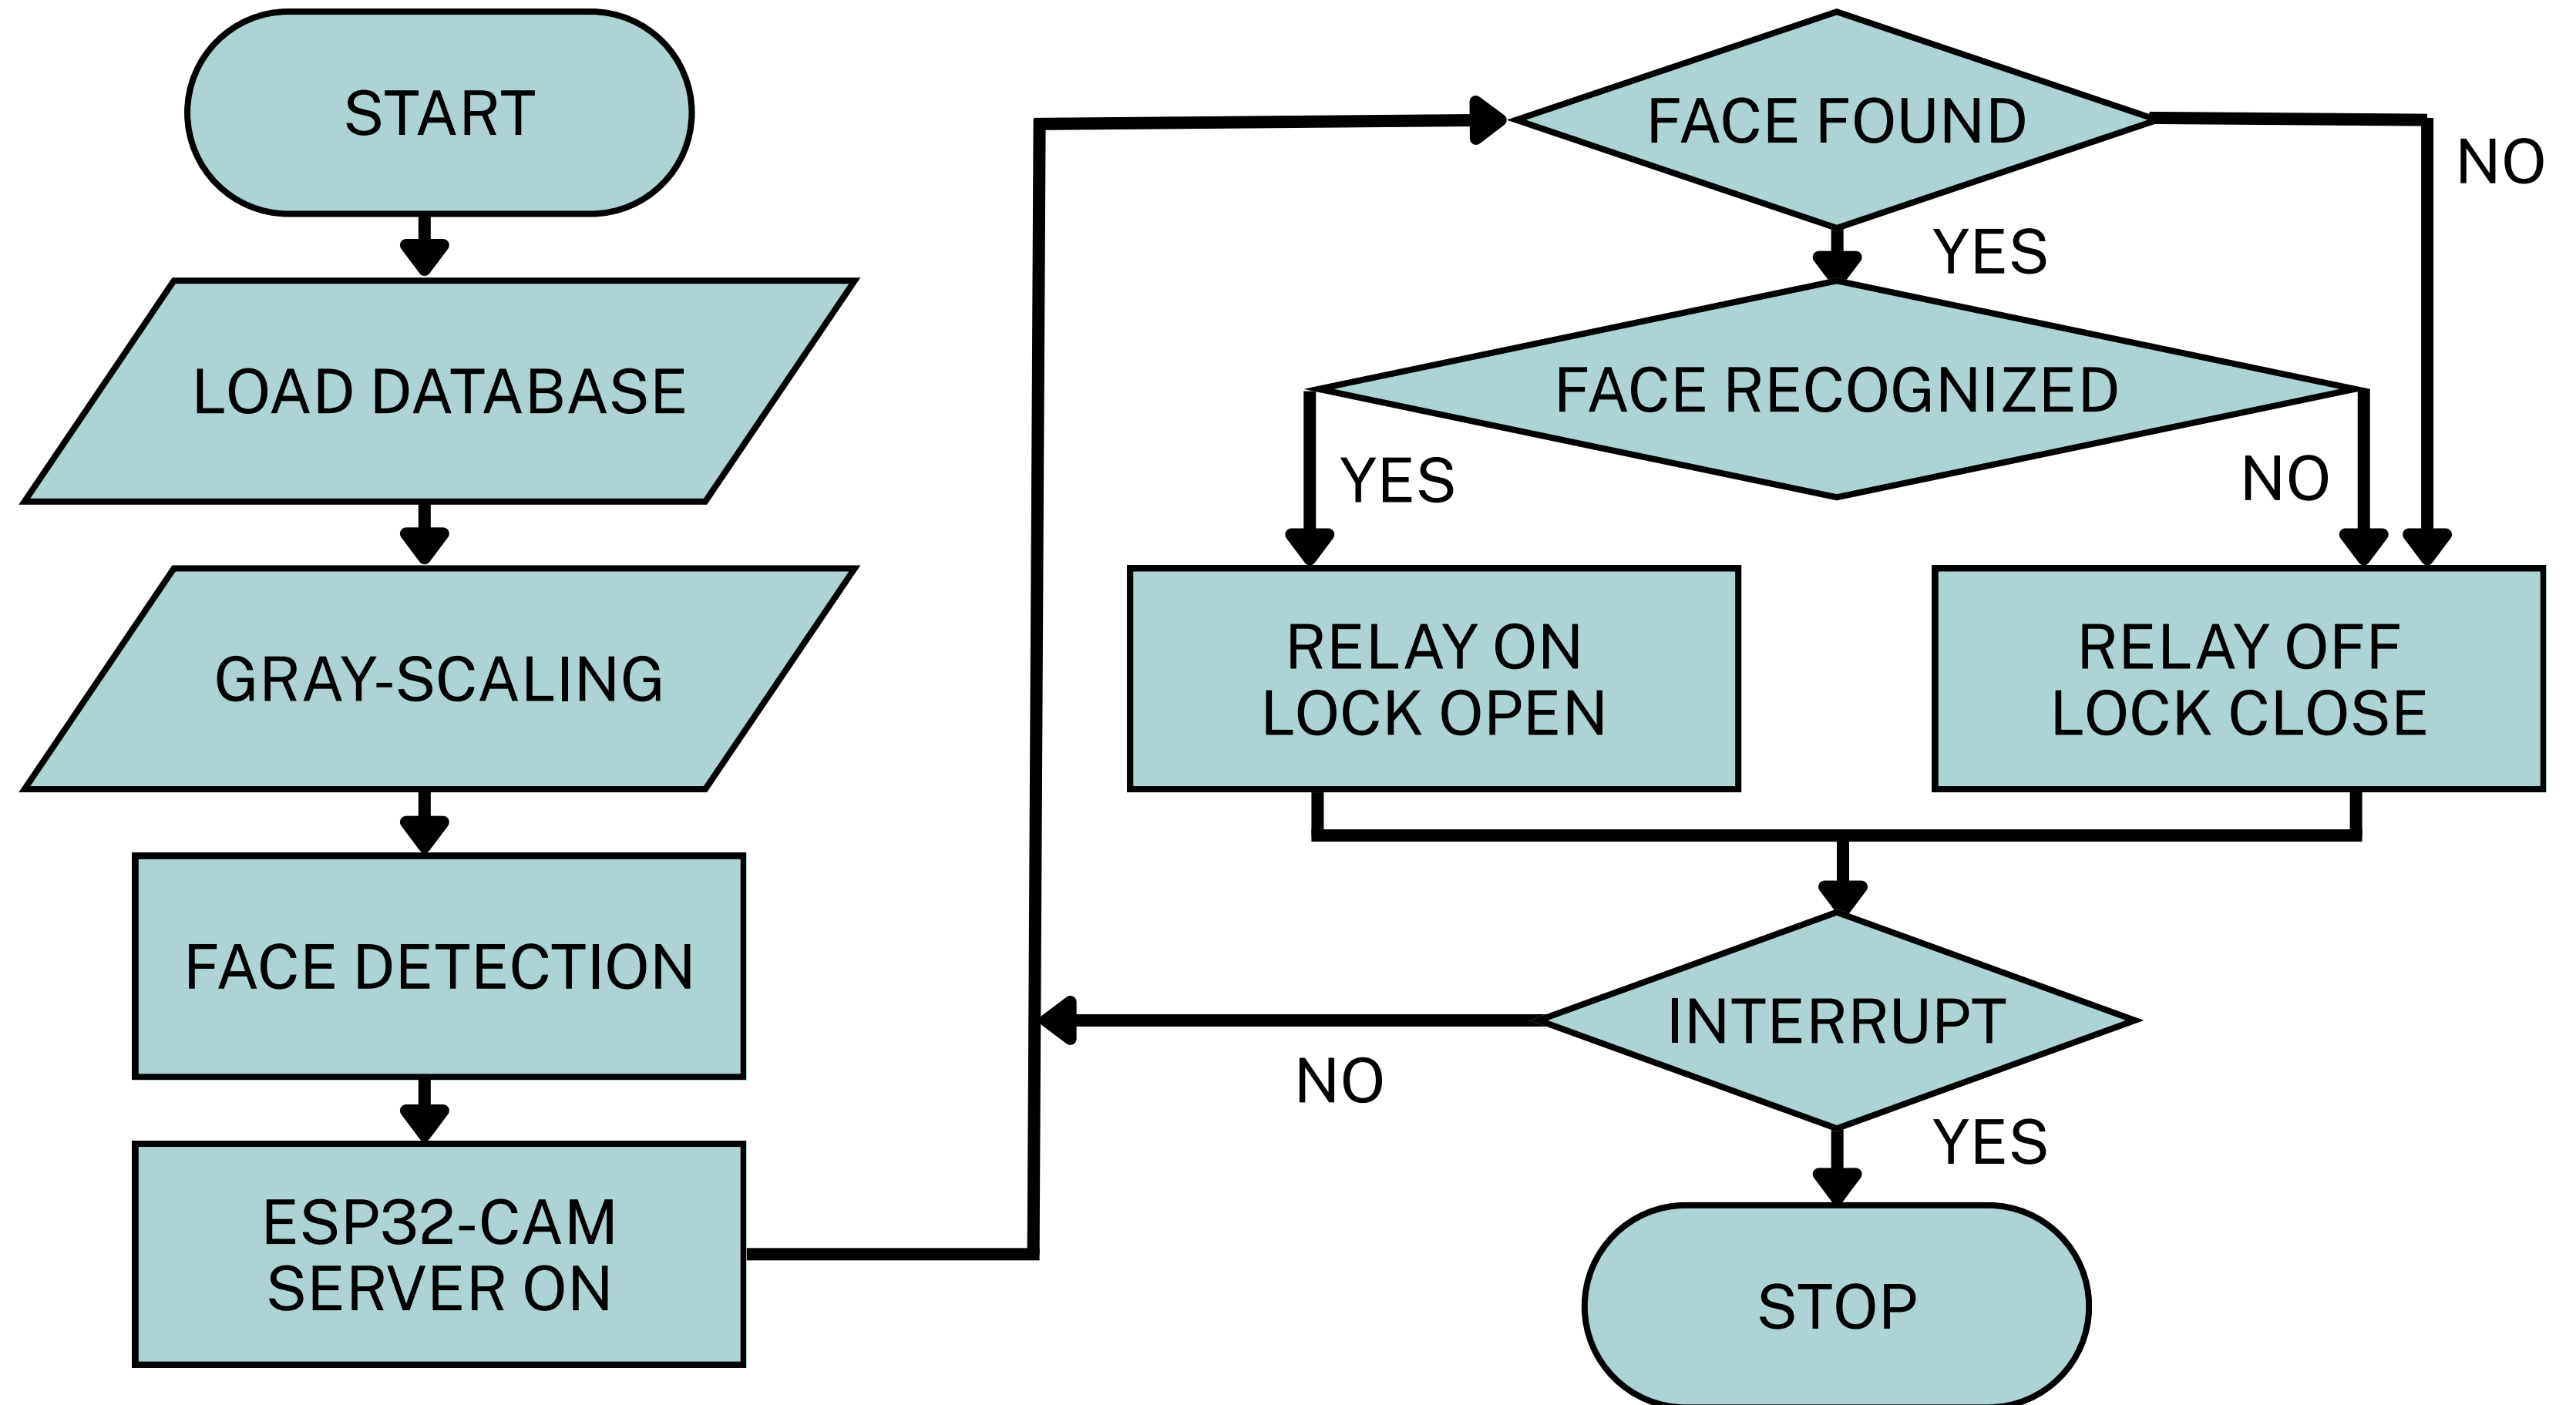 START
LOAD DATABASE
GRAY-SCALING
FACE DETECTION
ESP32-CAM
SERVER ON
FACE FOUND
NO
YES
FACE RECOGNIZED
YES
NO
RELAY ON
LOCK OPEN
RELAY OFF
LOCK CLOSE
INTERRUPT
NO
YES
STOP